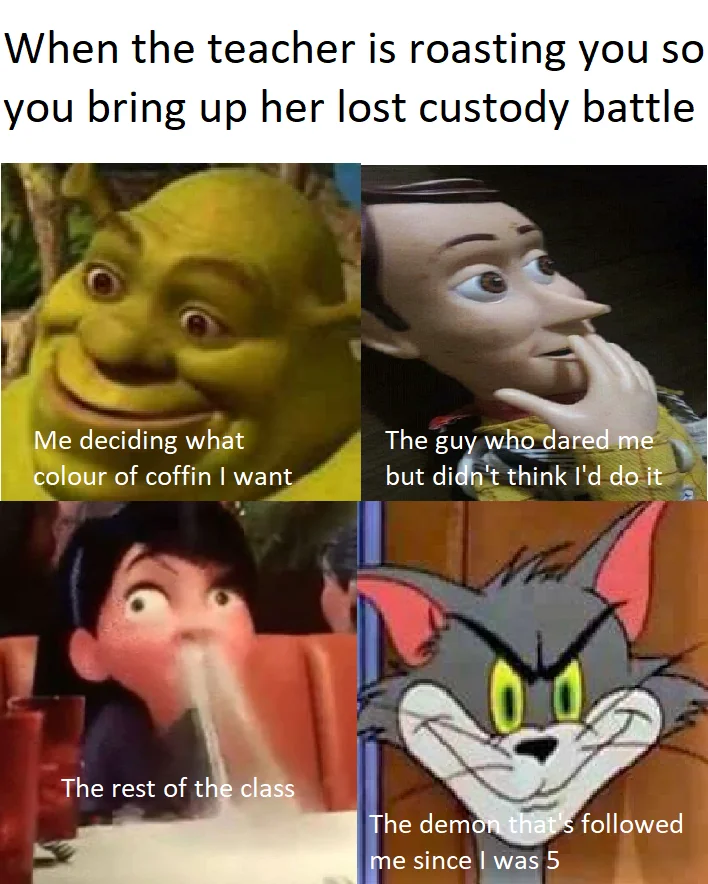 When the teacher is roasting you so
you bring up her lost custody battle
Me deciding what
colour of coffin I want
The guy who dared me
but didn't think I'd do it
The rest of the class
The demon that's followed
me since I was 5